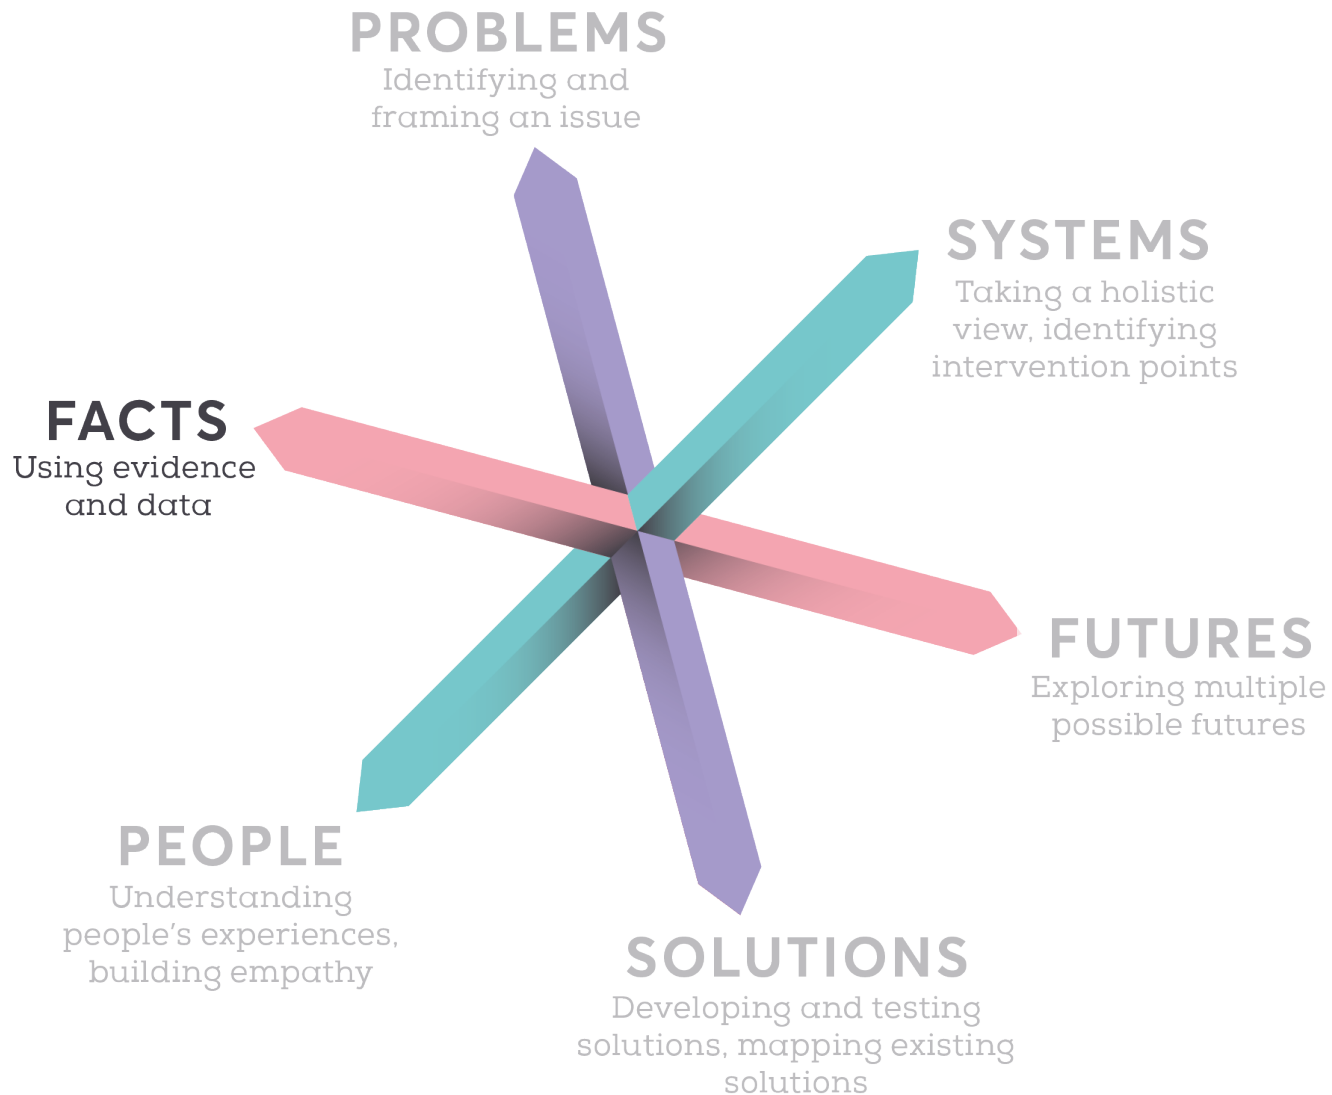 PROBLEMS
Identifying and
framing an issue
SYSTEMS
Taking a holistic
view, identifying
intervention points
FACTS
Using evidence
and data
FUTURES
Exploring multiple
possible futures
PEOPLE
Understanding
people's experiences,
building empathy
SOLUTIONS
Developing and testing
solutions, mapping existing
solutions